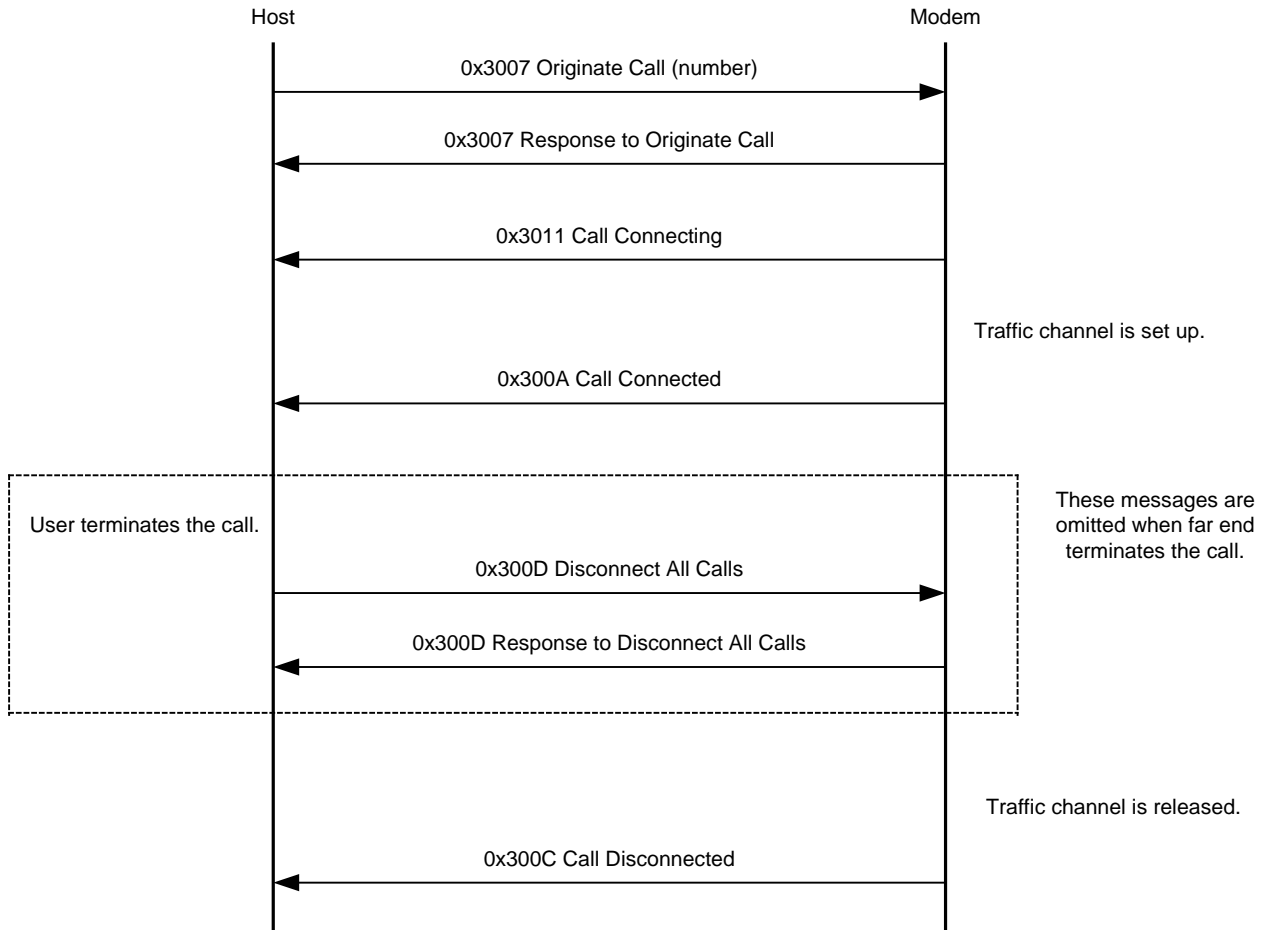 Host
Modem
0x3007 Originate Call (number)
0x3007 Response to Originate Call
0x3011 Call Connecting
Traffic channel is set up.
0x300A Call Connected
User terminates the call.
These messages are
omitted when far end
terminates the call.
0x300D Disconnect All Calls
0x300D Response to Disconnect All Calls
Traffic channel is released.
0x300C Call Disconnected